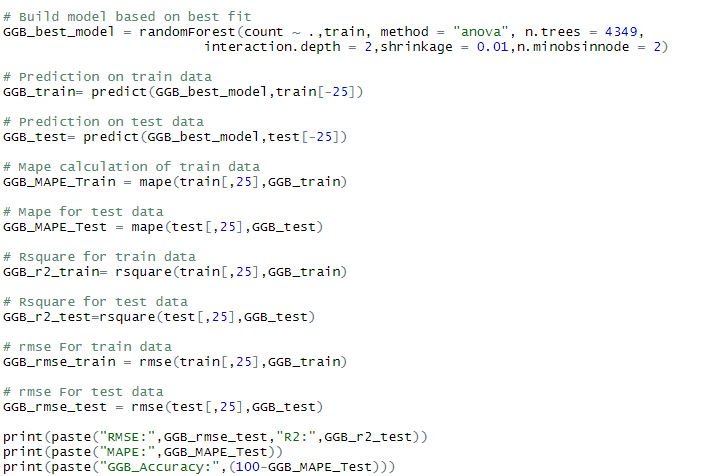 # Build model based on best fit
GGB_best_model = randomForest(count ~ .,train, method = "anova", n.trees = 4349,
interaction.depth = 2,shrinkage = 0.01,n.minobsinnode = 2)
# Prediction on train data
GGB_train= predict(GGB_best_model,train[-25])
# Prediction on test data
GGB_test= predict(GGB_best_model,test[-25])
# Mape calculation of train data
GGB_MAPE_Train = mape(train[,25],GGB_train)
# Mape for test data
GGB_MAPE_Test = mape(test[,25],GGB_test)
# Rsquare for train data
GGB_r2_train= rsquare(train[,25],GGB_train)
# Rsquare for test data
GGB_r2_test=rsquare(test[,25],GGB_test)
# rmse For train data
GGB_rmse_train = rmse(train[,25],GGB_train)
# rmse For test data
GGB_rmse_test = rmse(test[,25],GGB_test)
print(paste("RMSE:",GGB_rmse_test,"R2:",GGB_r2_test))
print(paste("MAPE:",GGB_MAPE_Test))
print(paste("GGB_Accuracy:",(100-GGB_MAPE_Test)))